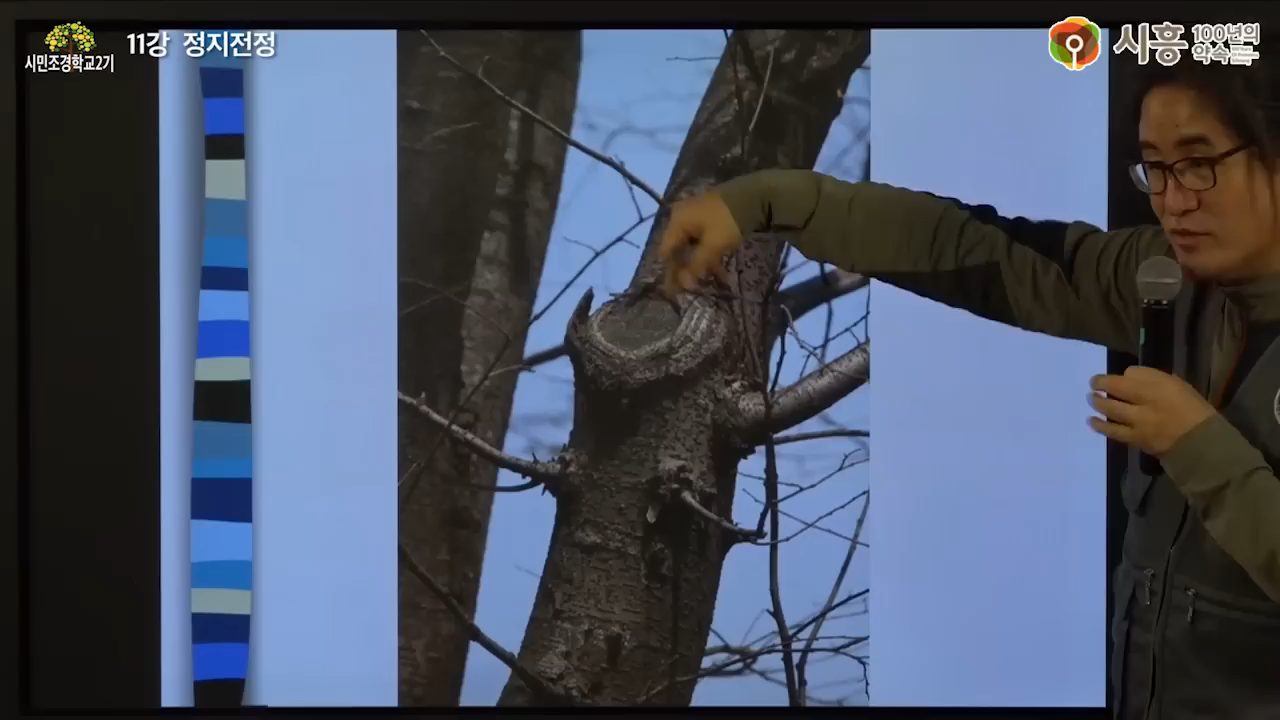 시민조경학교2기
11강 정지전정
시흥 100년의
약속